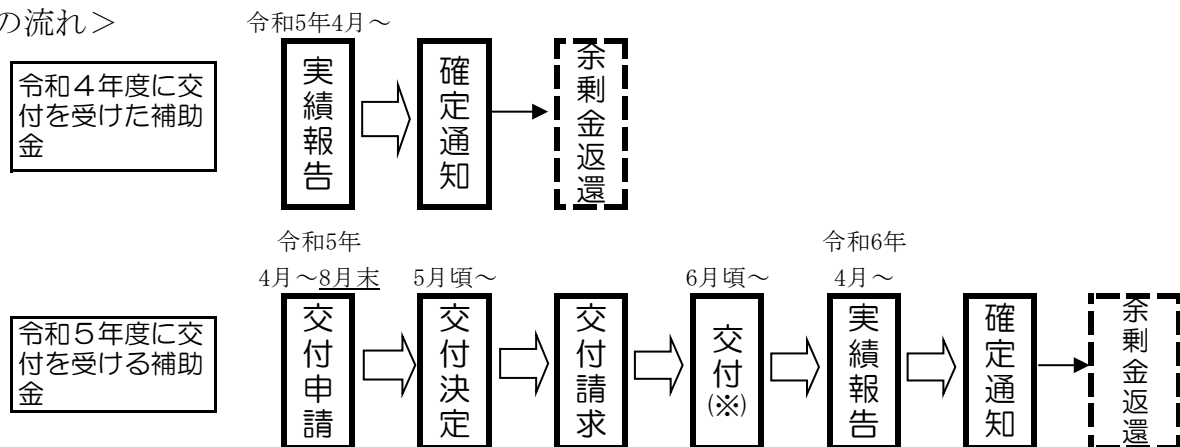 の流れ＞
令和5年4月～
令和４年度に交
付を受けた補助
金
実績報告
確定通知
余剰金返還
令和5年
4月～8月末
5月頃～
6月頃～
令和6年
4月～
令和５年度に交
付を受ける補助
金
交付申請
交付決定
交付請求
交付(※)
実績報告
確定通知
余剰金返還